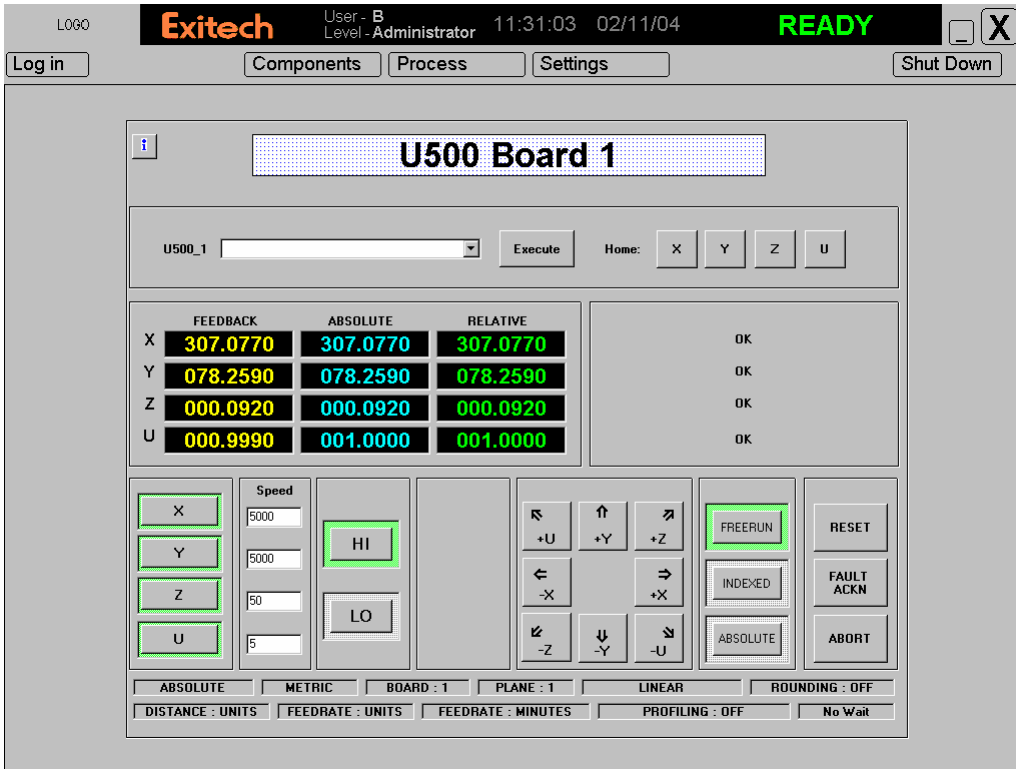 LOGO Exitech User - B 11:31:03 02/11/04 READY _ X
Level - Administrator
Log in Components Process Settings Shut Down
i
U500 Board 1
U500_1 Execute Home: X Y Z U
FEEDBACK ABSOLUTE RELATIVE
X 307.0770 307.0770 307.0770 OK
Y 078.2590 078.2590 078.2590 OK
Z 000.0920 000.0920 000.0920 OK
U 000.9990 001.0000 001.0000 OK
Speed
X 5000
Y 5000
Z 50
U 5
HI
LO
+U +Y +Z
-X +X
-Z -Y -U
FREERUN
INDEXED
ABSOLUTE
RESET
FAULT
ACKN
ABORT
ABSOLUTE METRIC BOARD : 1 PLANE : 1 LINEAR ROUNDING : OFF
DISTANCE : UNITS FEEDRATE : UNITS FEEDRATE : MINUTES PROFILING : OFF No Wait